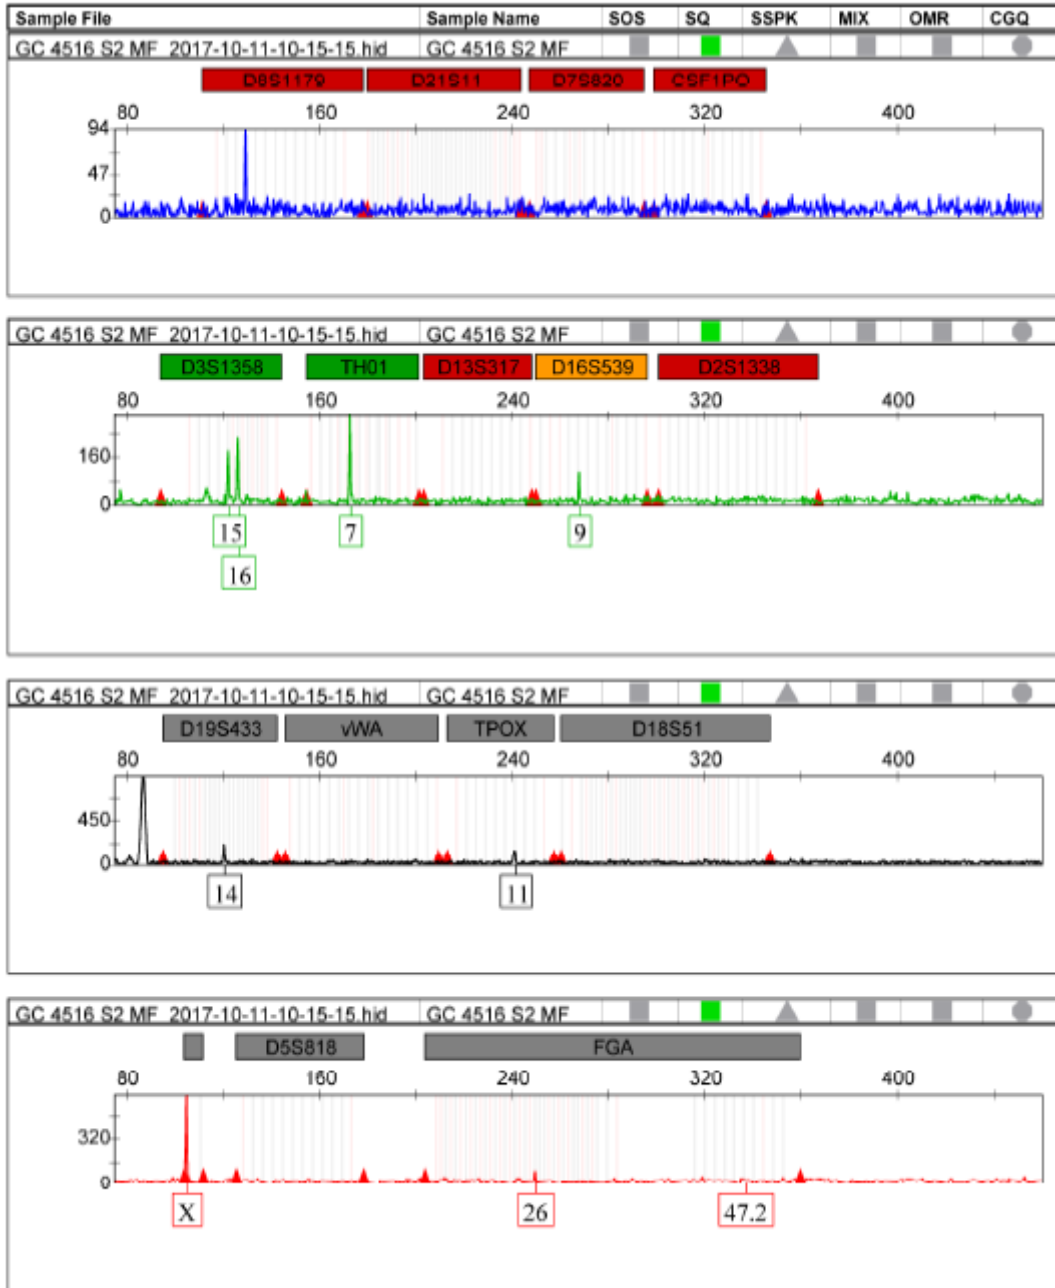 Sample File Sample Name SOS SQ SSPK MIX OMR CGQ
GC 4516 S2 MF_2017-10-11-10-15-15.hid GC 4516 S2 MF
D8S1179 D21S11 D7S820 CSF1PO
80 160 240 320 400
94
47
0
GC 4516 S2 MF_2017-10-11-10-15-15.hid GC 4516 S2 MF
D3S1358 TH01 D13S317 D16S539 D2S1338
80 160 240 320 400
160
0
15 7 9
16
GC 4516 S2 MF_2017-10-11-10-15-15.hid GC 4516 S2 MF
D19S433 vWA TPOX D18S51
80 160 240 320 400
450
0
14 11
GC 4516 S2 MF_2017-10-11-10-15-15.hid GC 4516 S2 MF
D5S818 FGA
80 160 240 320 400
320
0
X 26 47.2